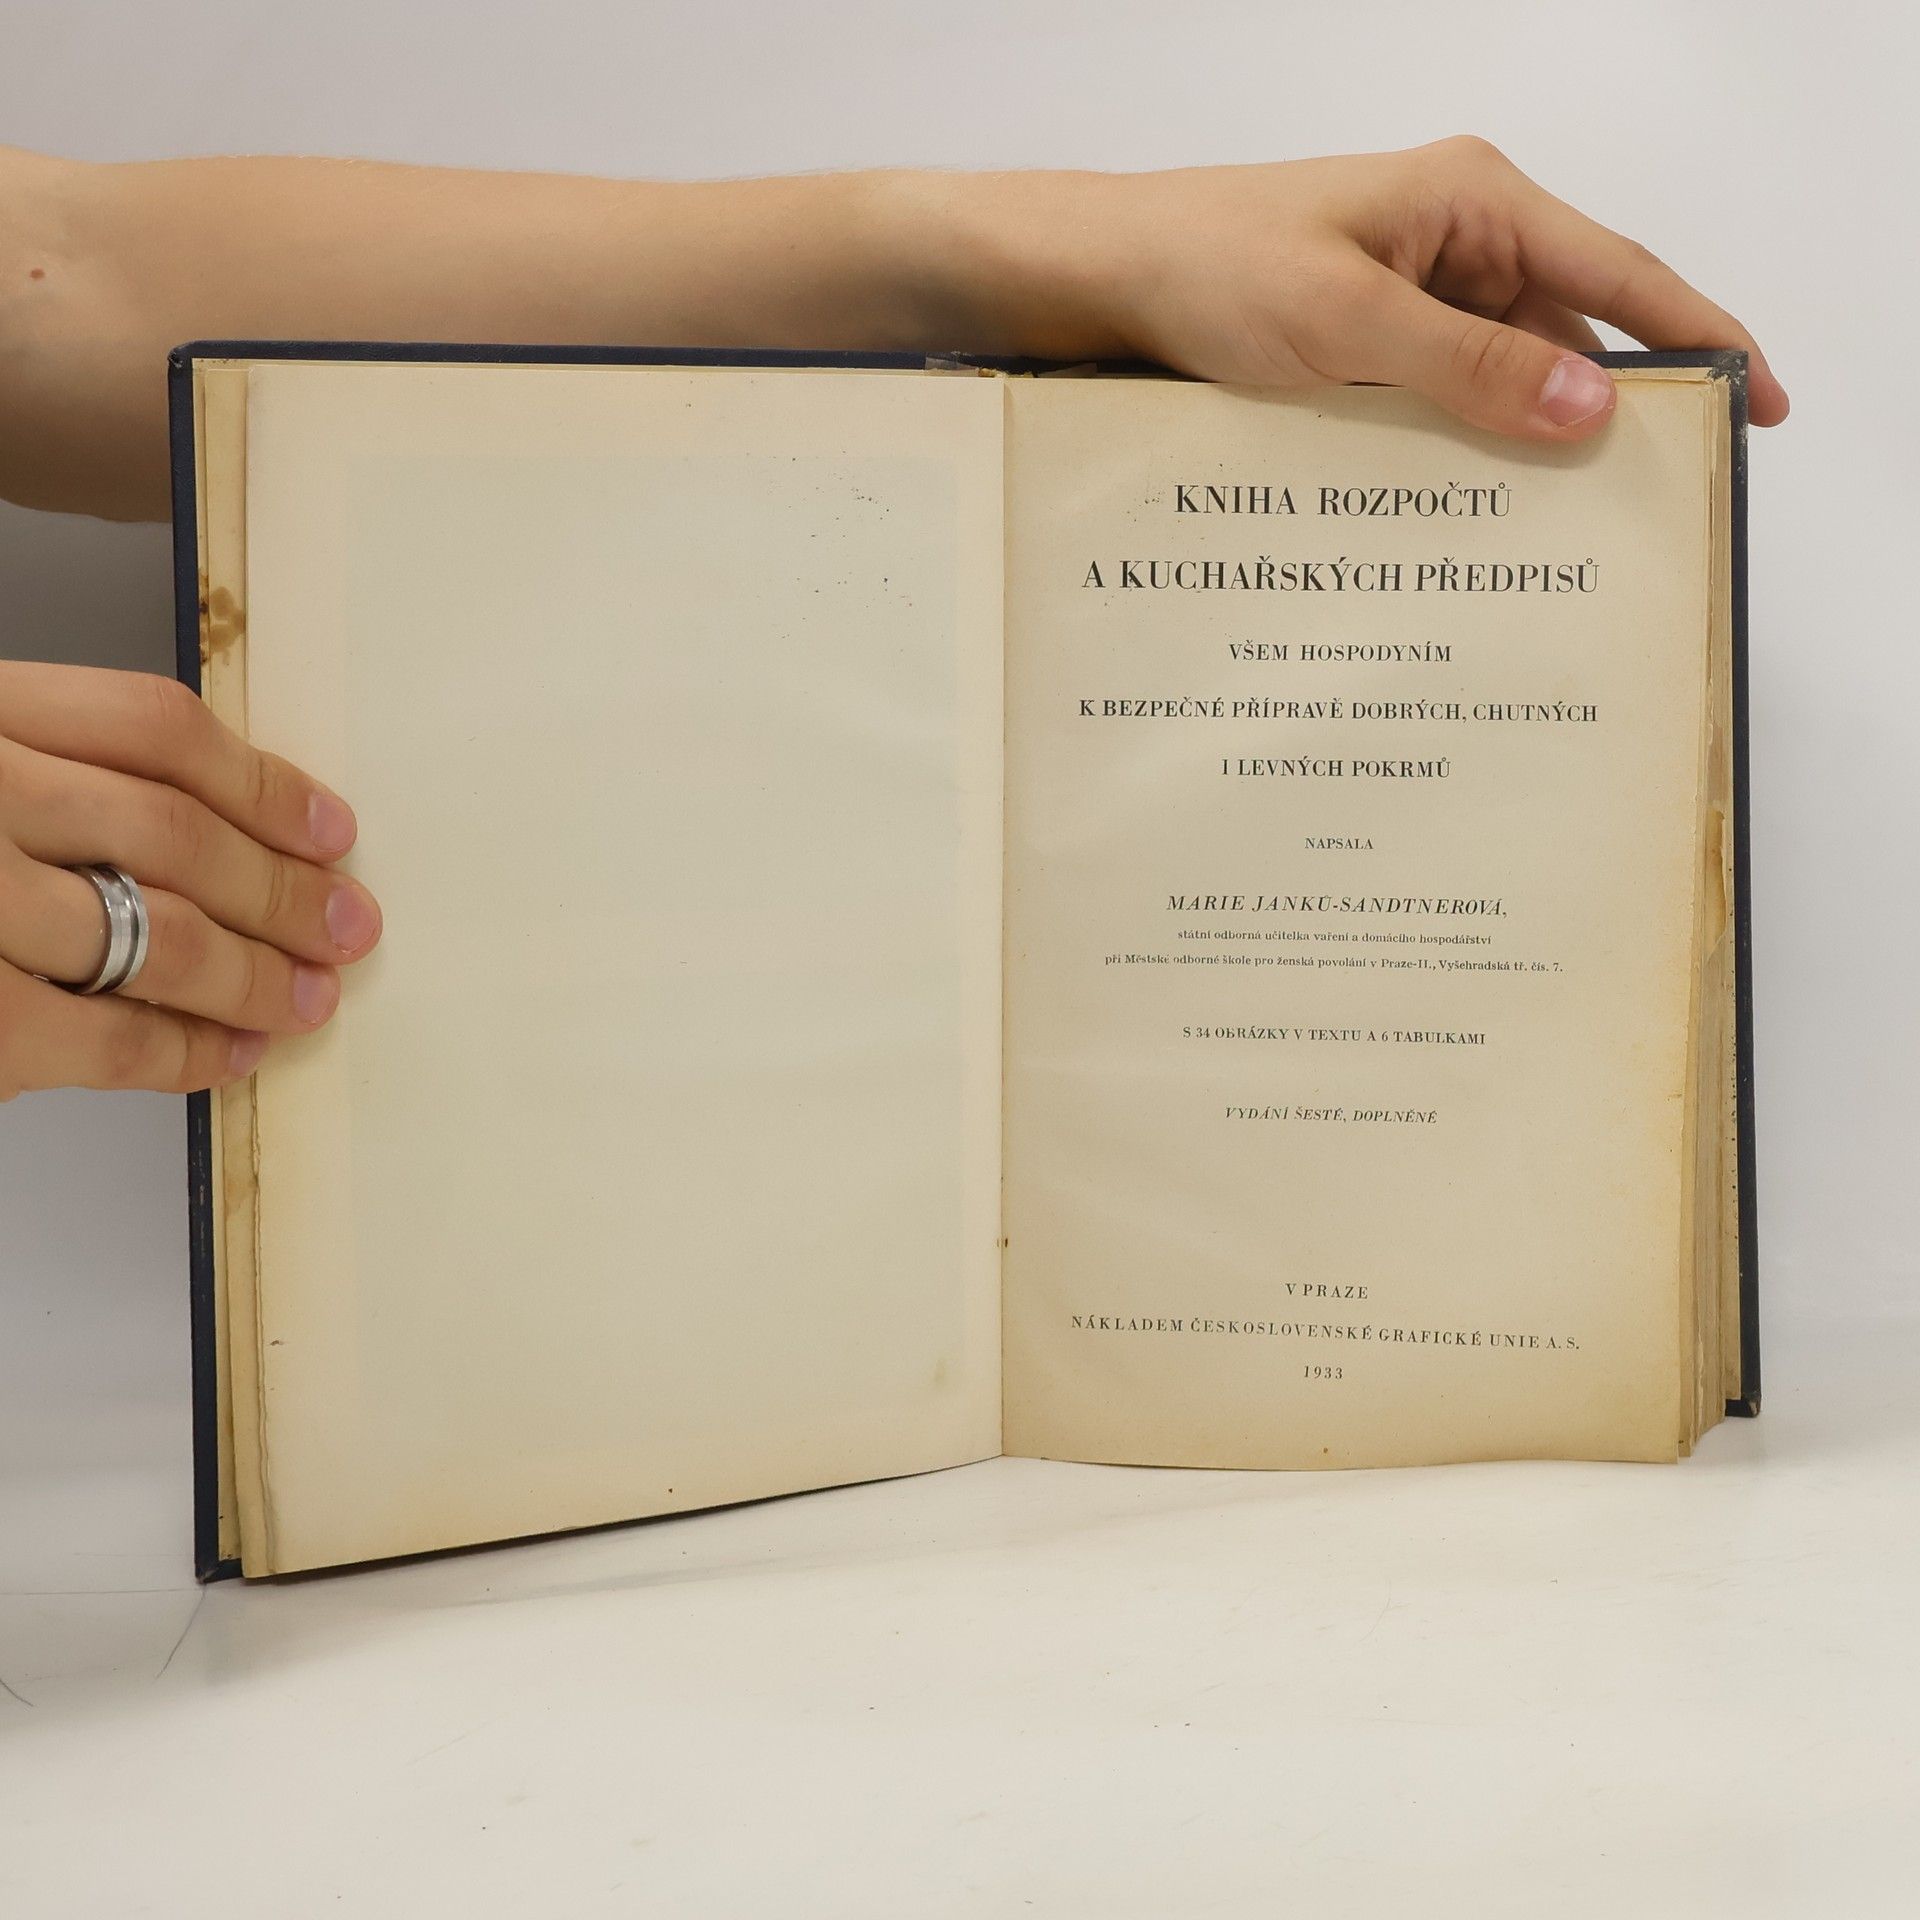 KNIHA ROZPOČTŮ
A KUCHAŘSKÝCH PŘEDPISŮ
VŠEM HOSPODYNÍM
K BEZPEČNÉ PŘÍPRAVĚ DOBRÝCH, CHUTNÝCH
I LEVNÝCH POKRMŮ
NAPSALA
MARIE JANKŮ-SANDTNEROVÁ,
státní odborná učitelka vaření a domácího hospodářství
při Městské odborné škole pro ženská povolání v Praze-II., Vyšehradská tř. čís. 7.
S 34 OBRÁZKY V TEXTU A 6 TABULKAMI
VYDÁNÍ ŠESTÉ, DOPLNĚNÉ
V PRAZE
NÁKLADEM ČESKOSLOVENSKÉ GRAFICKÉ UNIE A. S.
1933